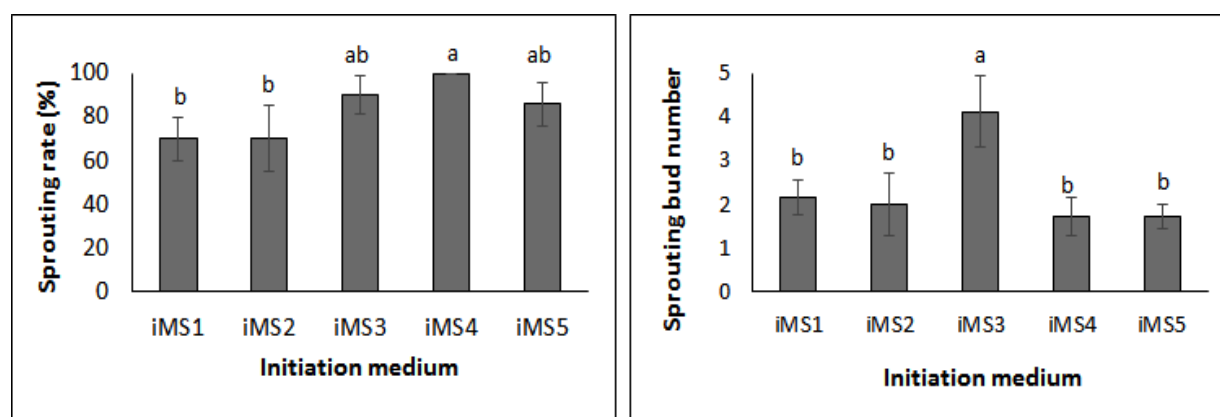 Sprouting rate (%)
100
80
60
40
20
0
b
b
ab
a
ab
iMS1 iMS2 iMS3 iMS4 iMS5
Initiation medium
Sprouting bud number
5
4
3
2
1
0
b
b
a
b
b
iMS1 iMS2 iMS3 iMS4 iMS5
Initiation medium